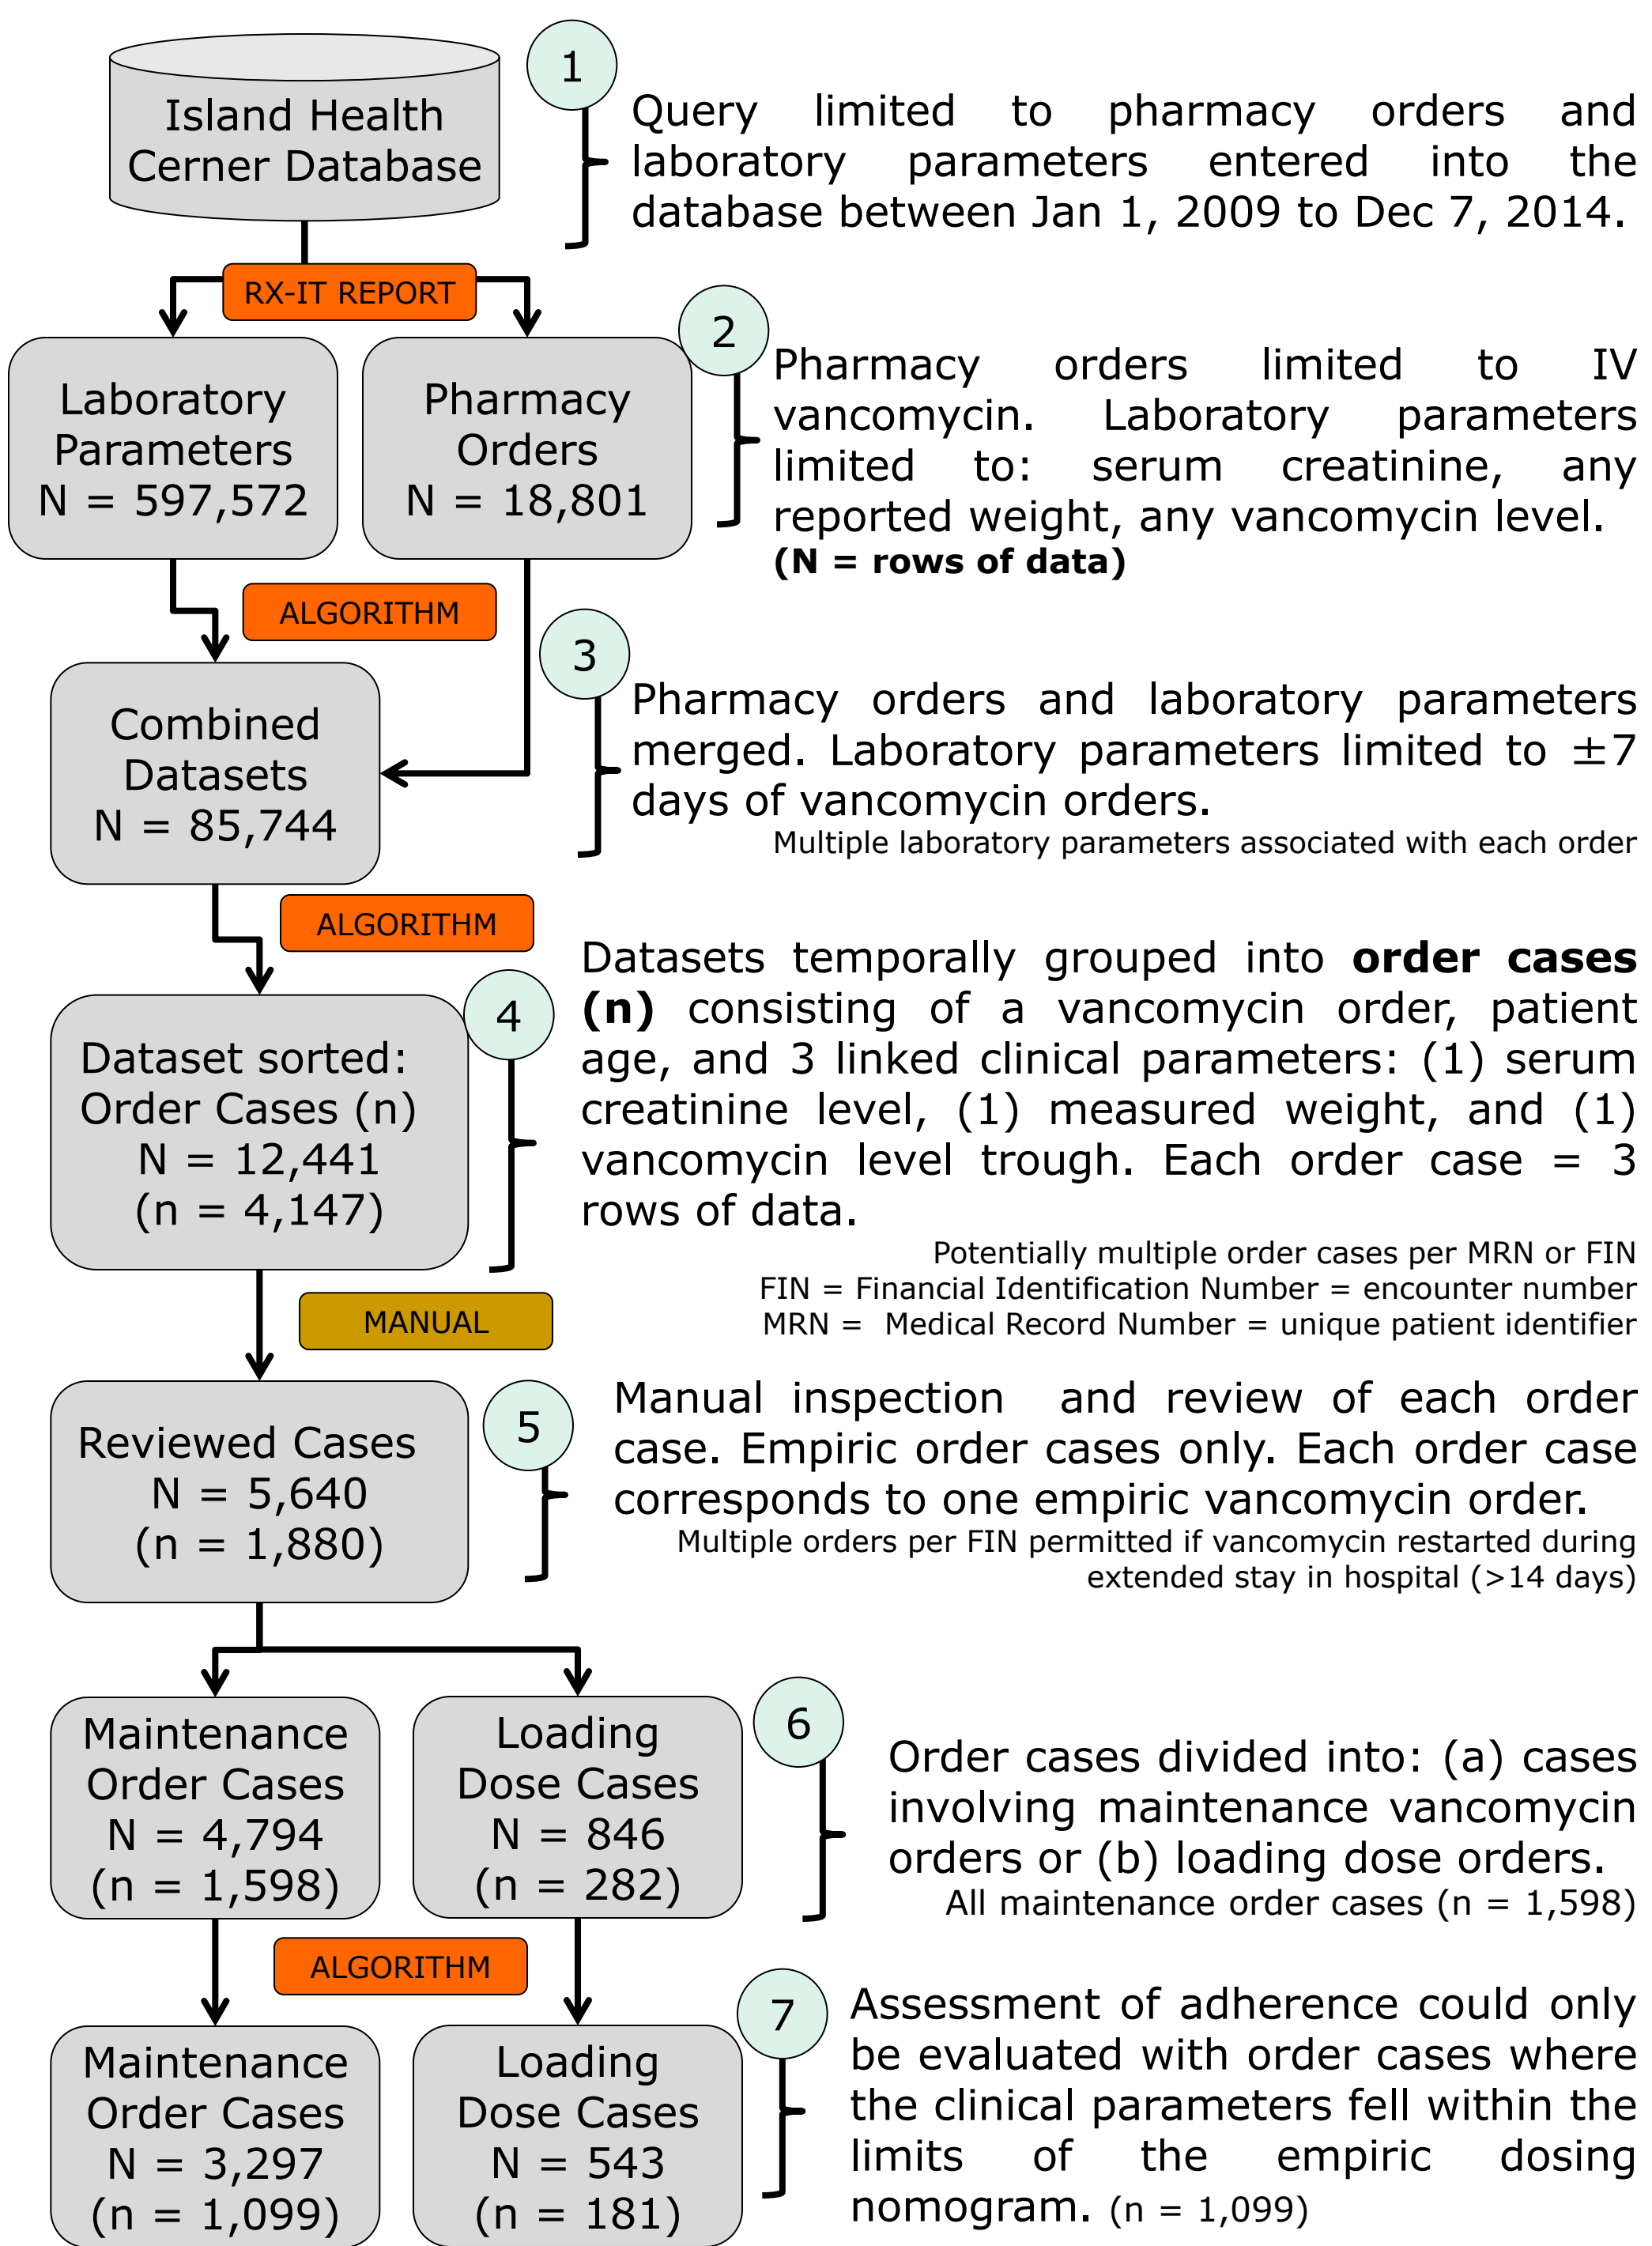 Island Health
Cerner Database
1
Query limited to pharmacy orders and
laboratory parameters entered into the
database between Jan 1, 2009 to Dec 7, 2014.
RX-IT REPORT
Laboratory
Parameters
N = 597,572
Pharmacy
Orders
N = 18,801
2
Pharmacy orders limited to IV
vancomycin. Laboratory parameters
limited to: serum creatinine, any
reported weight, any vancomycin level.
(N = rows of data)
ALGORITHM
Combined
Datasets
N = 85,744
3
Pharmacy orders and laboratory parameters
merged. Laboratory parameters limited to ±7
days of vancomycin orders.
Multiple laboratory parameters associated with each order
ALGORITHM
Dataset sorted:
Order Cases (n)
N = 12,441
(n = 4,147)
4
Datasets temporally grouped into order cases
(n) consisting of a vancomycin order, patient
age, and 3 linked clinical parameters: (1) serum
creatinine level, (1) measured weight, and (1)
vancomycin level trough. Each order case = 3
rows of data.
Potentially multiple order cases per MRN or FIN
FIN = Financial Identification Number = encounter number
MRN = Medical Record Number = unique patient identifier
MANUAL
Reviewed Cases
N = 5,640
(n = 1,880)
5
Manual inspection and review of each order
case. Empiric order cases only. Each order case
corresponds to one empiric vancomycin order.
Multiple orders per FIN permitted if vancomycin restarted during
extended stay in hospital (>14 days)
Maintenance
Order Cases
N = 4,794
(n = 1,598)
Loading
Dose Cases
N = 846
(n = 282)
6
Order cases divided into: (a) cases
involving maintenance vancomycin
orders or (b) loading dose orders.
All maintenance order cases (n = 1,598)
ALGORITHM
Maintenance
Order Cases
N = 3,297
(n = 1,099)
Loading
Dose Cases
N = 543
(n = 181)
7
Assessment of adherence could only
be evaluated with order cases where
the clinical parameters fell within the
limits of the empiric dosing
nomogram. (n = 1,099)